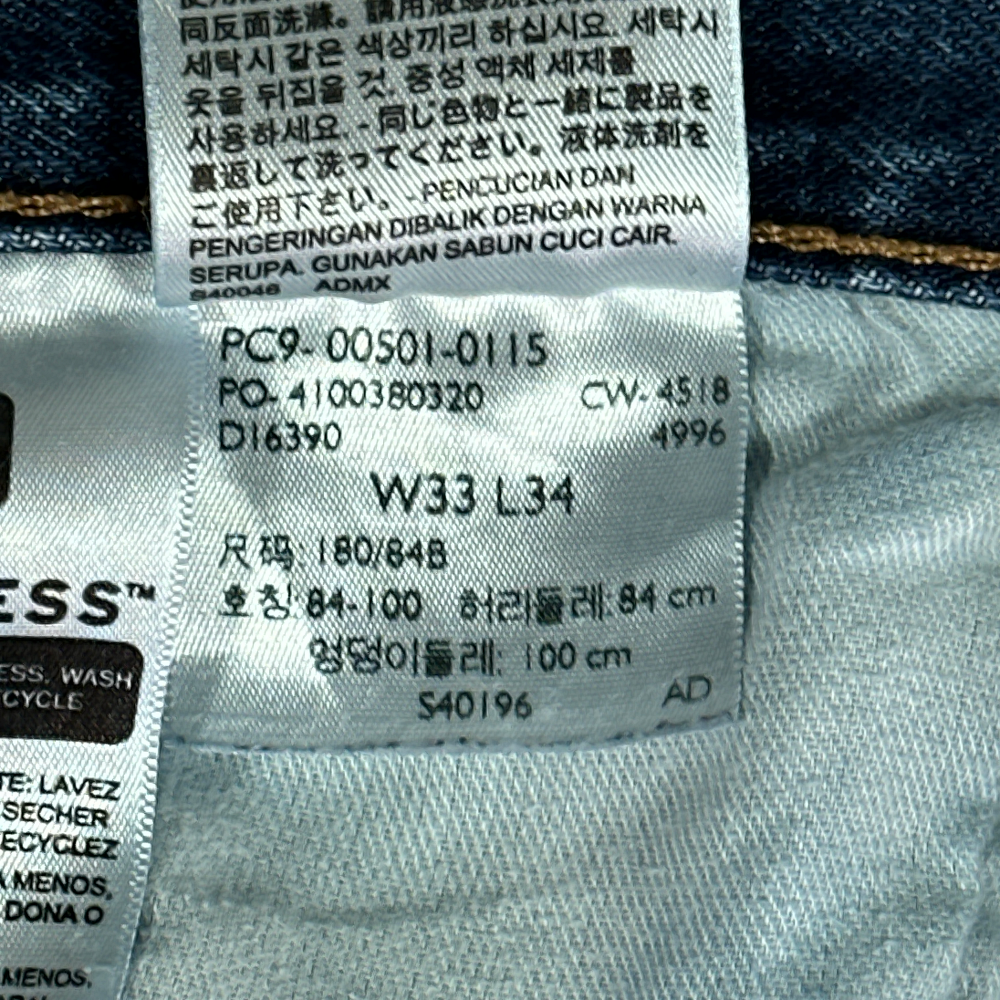 同反面洗滌。請用液態洗衣
세탁시 같은 색상끼리 하십시요. 세탁시
옷을 뒤집을 것. 중성 액체 세제를
사용하세요. - 同じ色物と一緒に製品を
裏返して洗ってください。液体洗剤を
ご使用下さい。-PENCUCIAN DAN
PENGERINGAN DIBALIK DENGAN WARNA
SERUPA. GUNAKAN SABUN CUCI CAIR.
S40046 ADMX
PC9- 00501-0115
PO- 4100380320 CW- 4518
D16390 4996
W33 L34
尺码: 180/84B
호칭: 84-100 허리둘레: 84 cm
엉덩이둘레: 100 cm
S40196 AD
ESS™
ESS. WASH
CYCLE
TE: LAVEZ
SECHER
ECYCLEZ
A MENOS,
DONA O
MENOS,